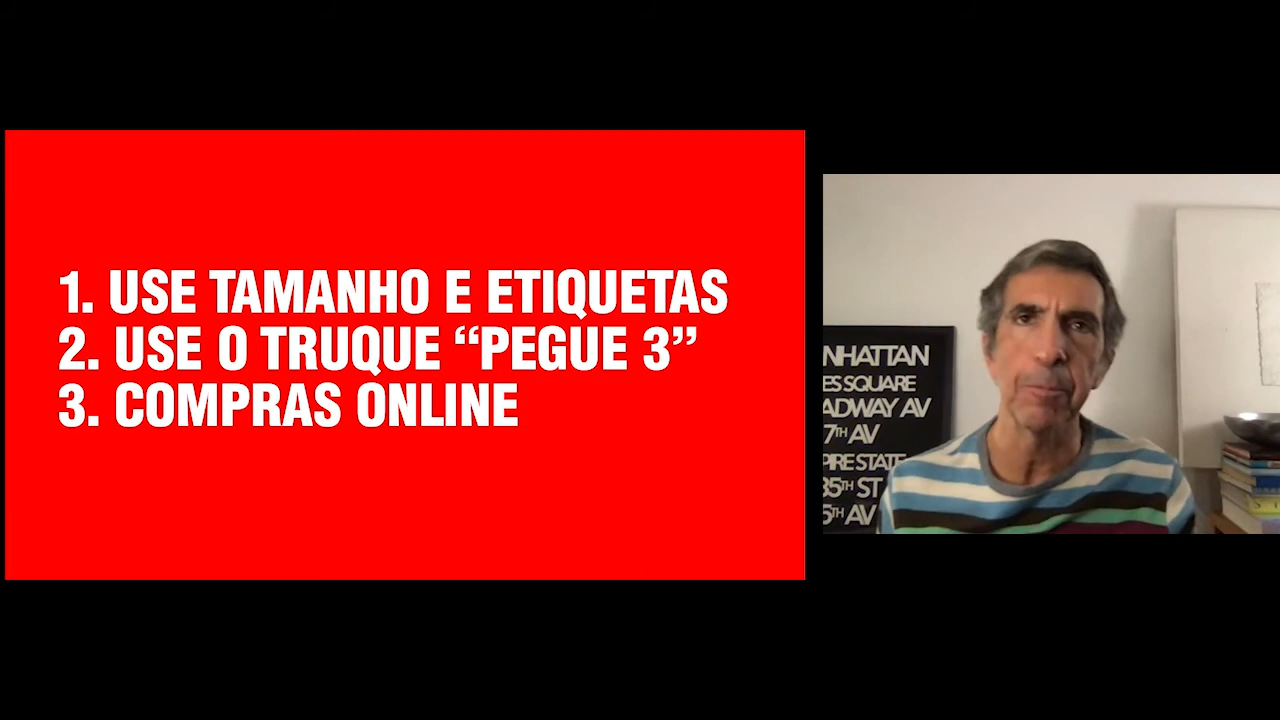 1. USE TAMANHO E ETIQUETAS
2. USE O TRUQUE “PEGUE 3”
3. COMPRAS ONLINE
NHATTAN
ES SQUARE
ADWAY AV
7TH AV
PIRE STATE
35TH ST
5TH AV